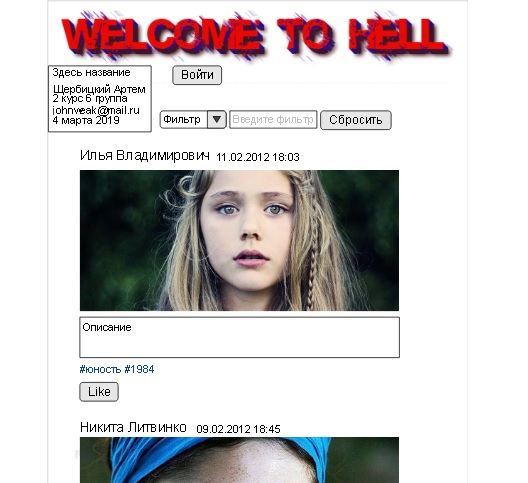 WELCOME TO HELL
Здесь название
Войти
Щербицкий Артем
2 курс 6 группа
johnveak@mail.ru
4 марта 2019
Фильтр Введите фильтр Сбросить
Илья Владимирович 11.02.2012 18:03
Описание
#юность #1984
Like
Никита Литвинко 09.02.2012 18:45